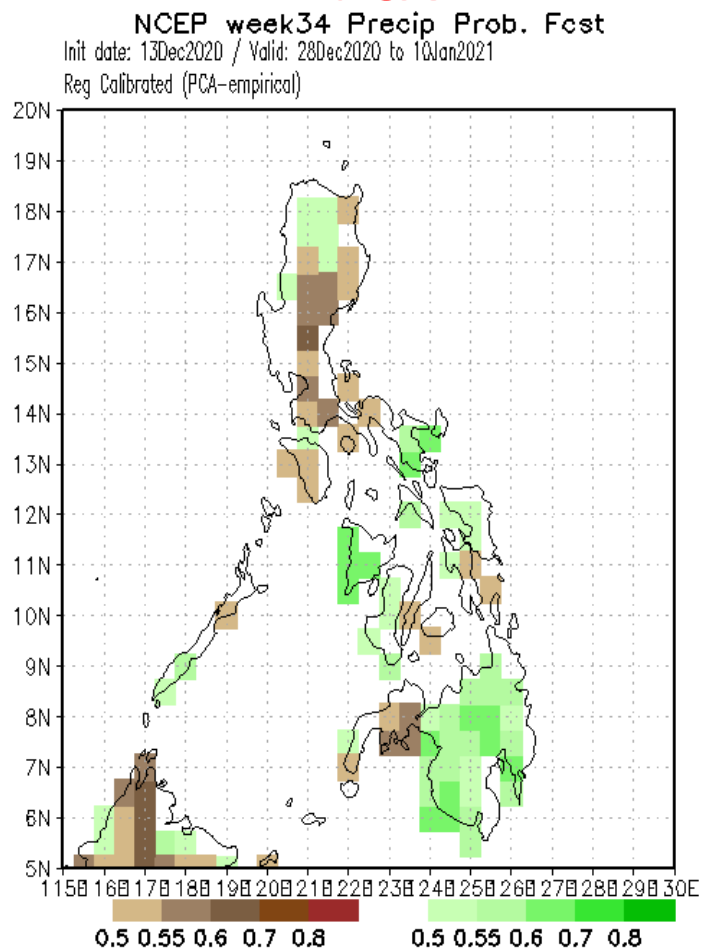 NCEP week34 Precip Prob. Fcst
Init date: 13Dec2020 / Valid: 28Dec2020 to 10Jan2021
Reg Calibrated (PCA-empirical)
20N
19N
18N
17N
16N
15N
14N
13N
12N
11N
10N
9N
8N
7N
6N
5N
0.5 0.55 0.6 0.7 0.8 0.5 0.55 0.6 0.7 0.8